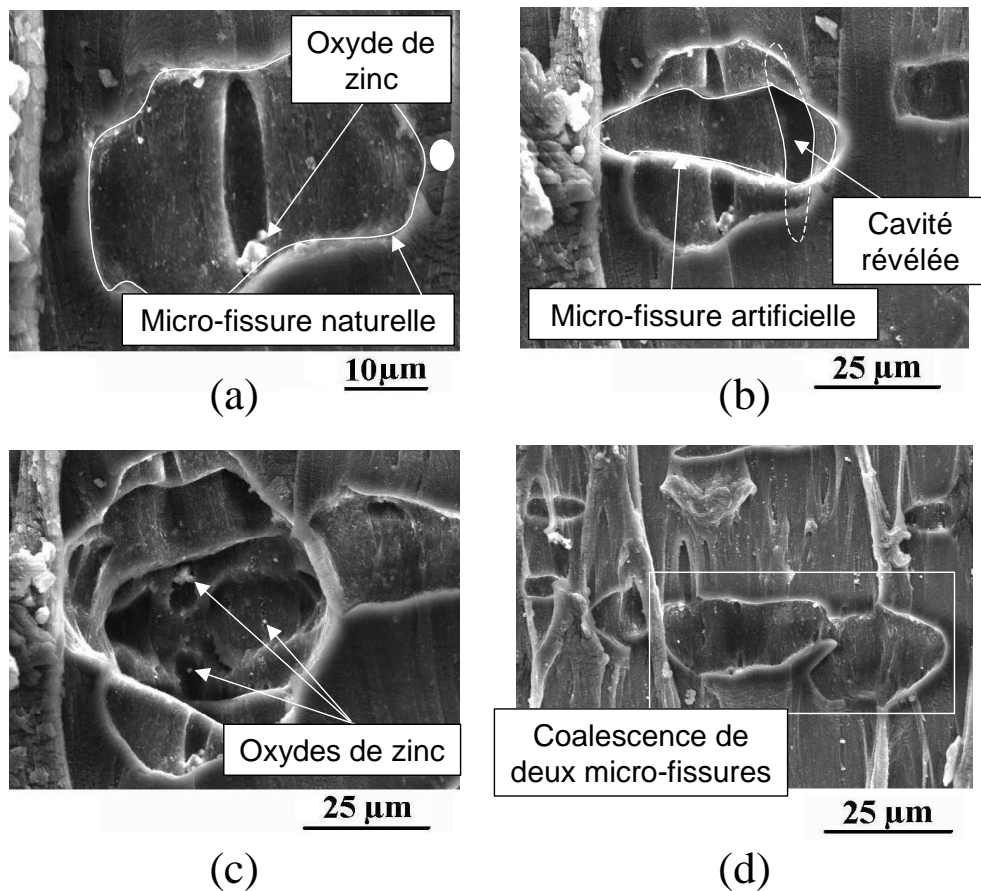 Oxyde de
zinc
Micro-fissure naturelle
10µm
(a)
Cavité
révélée
Micro-fissure artificielle
25 µm
(b)
Oxydes de zinc
25 µm
(c)
Coalescence de
deux micro-fissures
25 µm
(d)